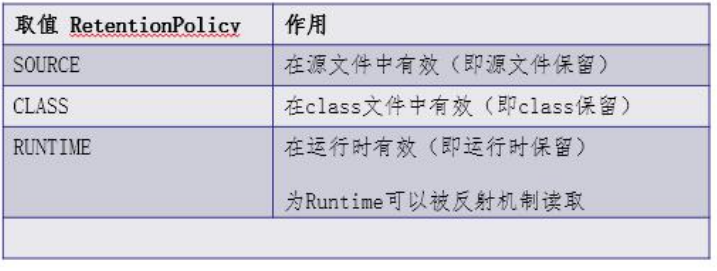 取值 RetentionPolicy 作用
SOURCE 在源文件中有效（即源文件保留）
CLASS 在class文件中有效（即class保留）
RUNTIME 在运行时有效（即运行时保留）
为Runtime可以被反射机制读取